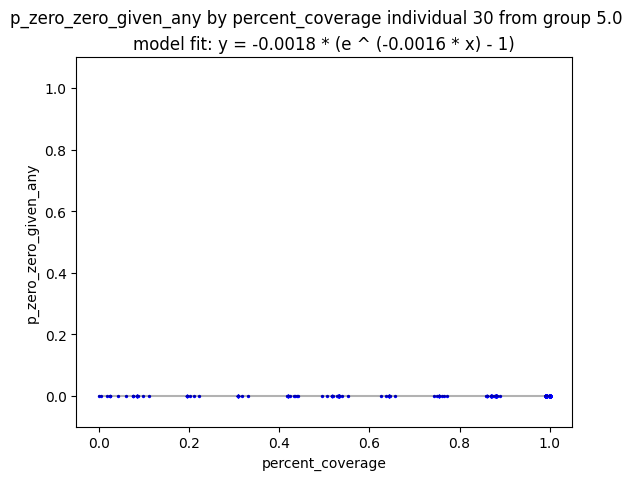 p_zero_zero_given_any by percent_coverage individual 30 from group 5.0
model fit: y = -0.0018 * (e ^ (-0.0016 * x) - 1)
1.0
0.8
0.6
0.4
0.2
0.0
p_zero_zero_given_any
0.0 0.2 0.4 0.6 0.8 1.0
percent_coverage